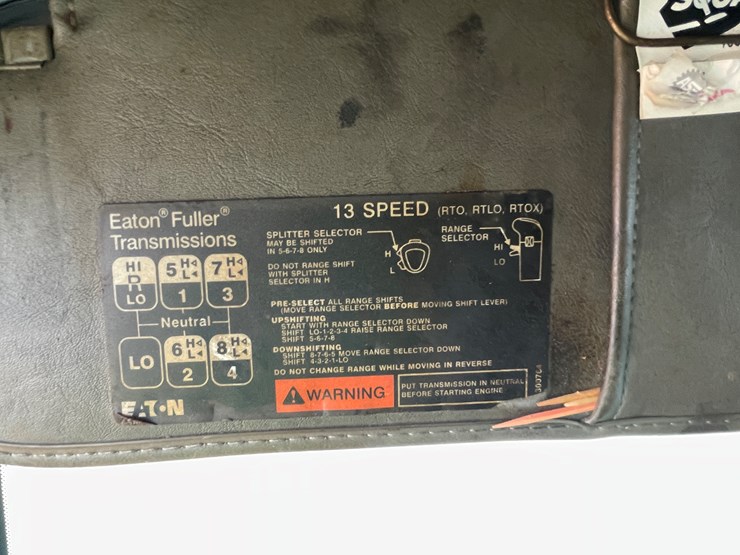 Eaton® Fuller®
Transmissions
13 SPEED (RTO, RTLO, RTOX)
SPLITTER SELECTOR
MAY BE SHIFTED
IN 5-6-7-8 ONLY
H
L
RANGE
SELECTOR
HI
LO
DO NOT RANGE SHIFT
WITH SPLITTER
SELECTOR IN H
HI
R
LO
5 H
L
1
7 H
L
3
Neutral
LO
6 H
L
2
8 H
L
4
PRE-SELECT ALL RANGE SHIFTS
(MOVE RANGE SELECTOR BEFORE MOVING SHIFT LEVER)
UPSHIFTING
START WITH RANGE SELECTOR DOWN
SHIFT LO-1-2-3-4 RAISE RANGE SELECTOR
SHIFT 5-6-7-8
DOWNSHIFTING
SHIFT 8-7-6-5 MOVE RANGE SELECTOR DOWN
SHIFT 4-3-2-1-LO
DO NOT CHANGE RANGE WHILE MOVING IN REVERSE
WARNING
PUT TRANSMISSION IN NEUTRAL
BEFORE STARTING ENGINE
EAT•N